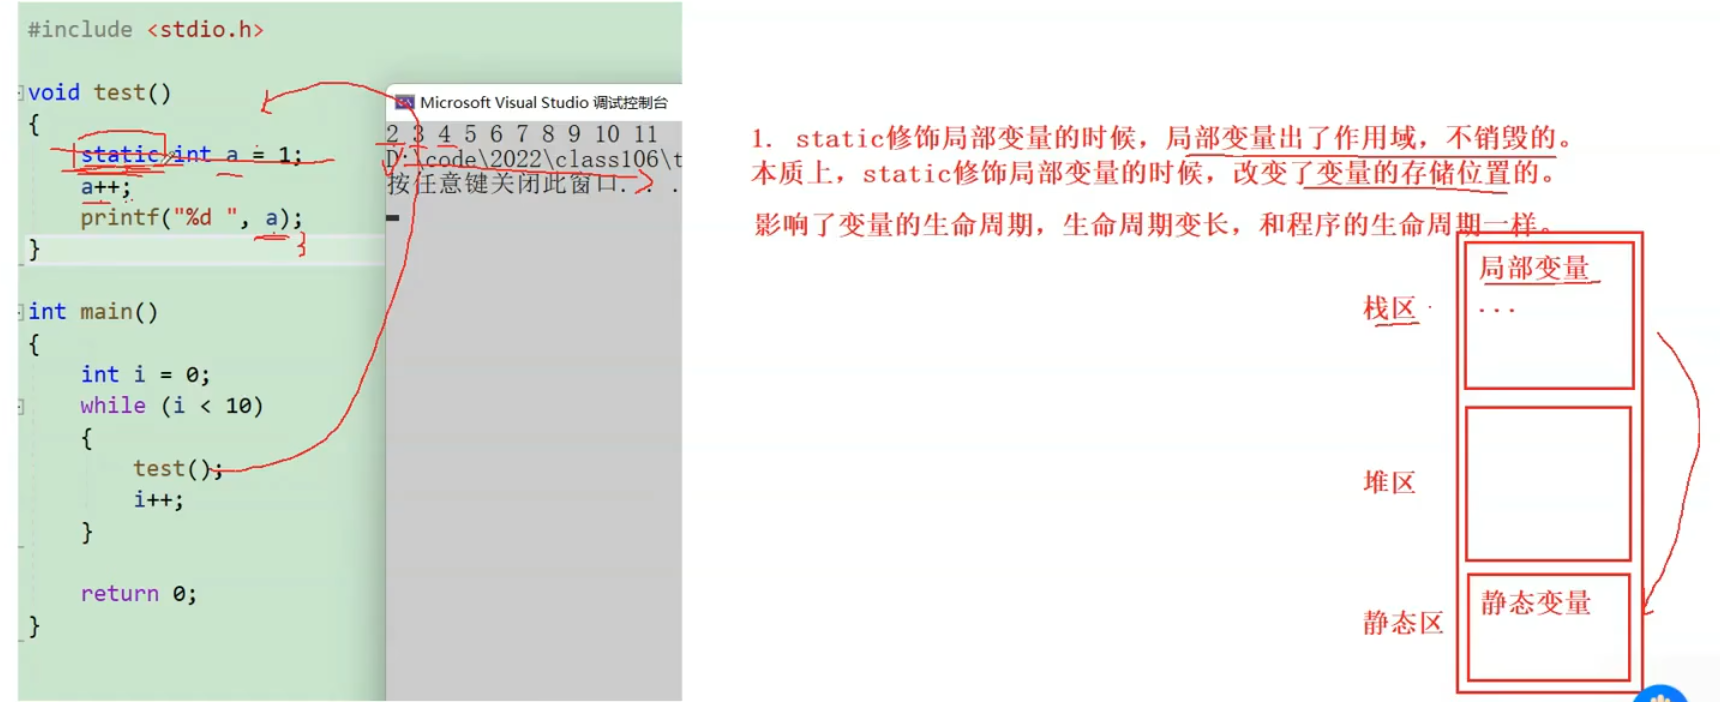 #include <stdio.h>
void test()
{
static int a = 1;
a++;
printf("%d ", a);
}
int main()
{
int i = 0;
while (i < 10)
{
test();
i++;
}
return 0;
}
Microsoft Visual Studio 调试控制台
2 3 4 5 6 7 8 9 10 11
D:\code\2022\class106\t
按任意键关闭此窗口. . .
1. static修饰局部变量的时候，局部变量出了作用域，不销毁的。
本质上，static修饰局部变量的时候，改变了变量的存储位置的。
影响了变量的生命周期，生命周期变长，和程序的生命周期一样。
局部变量
栈区
...
堆区
静态变量
静态区